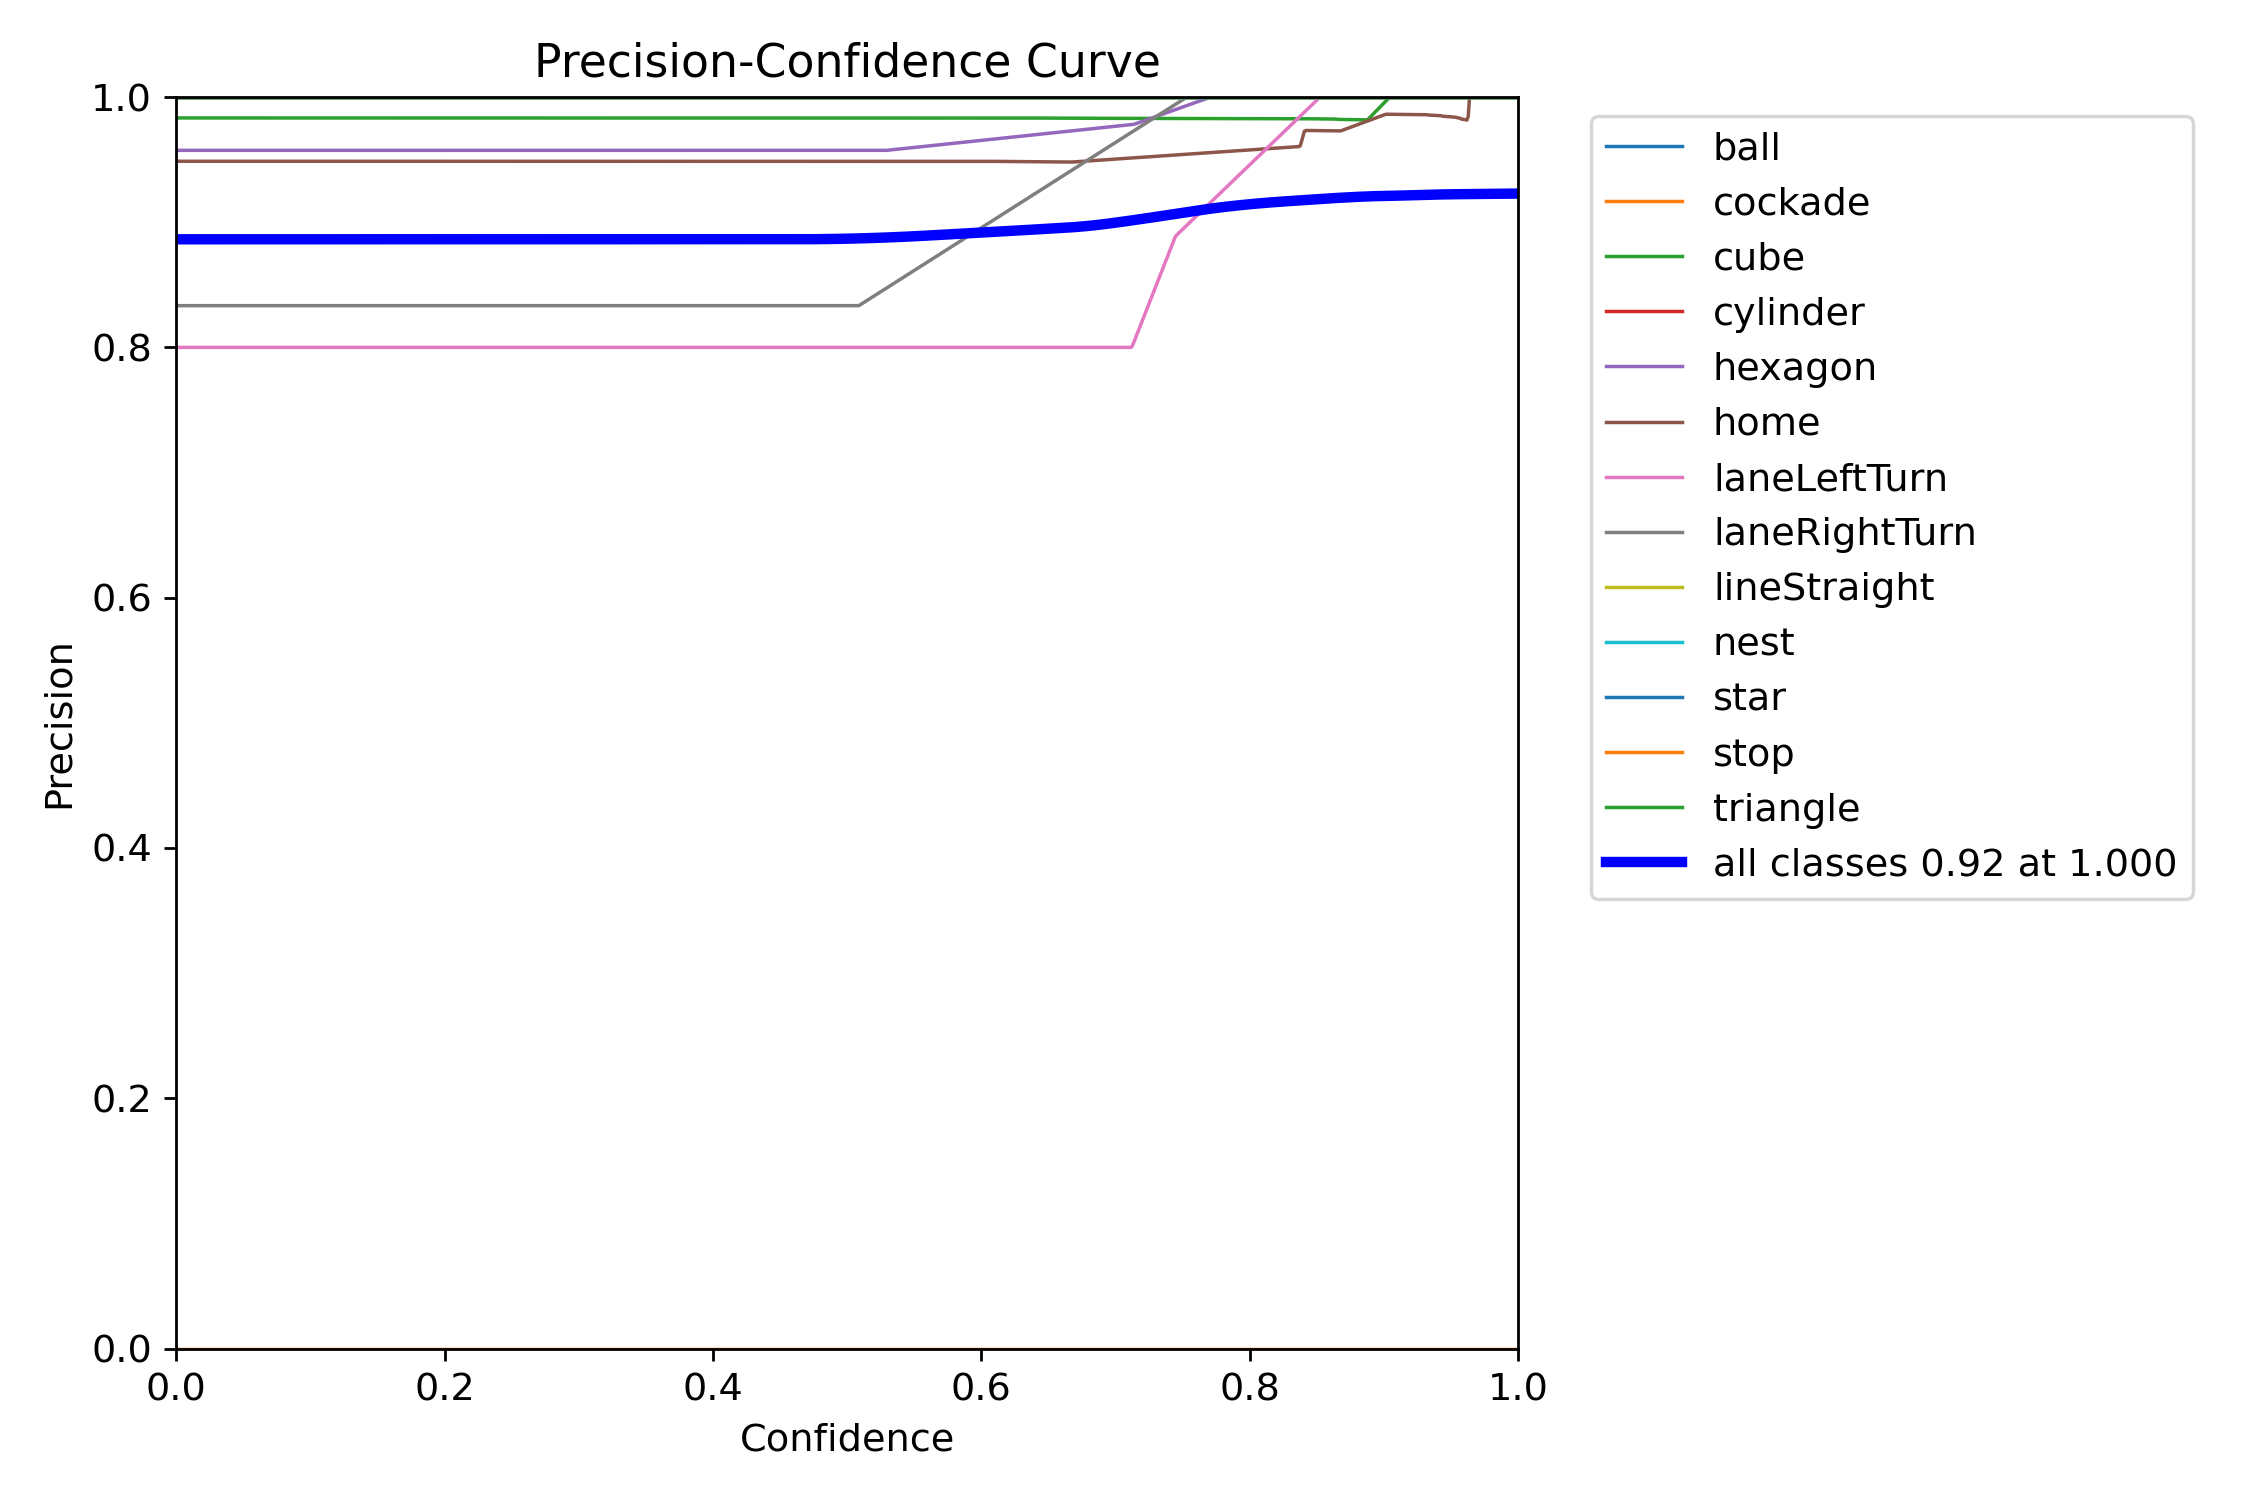 Precision-Confidence Curve
1.0
0.8
0.6
0.4
0.2
0.0
Precision
0.0 0.2 0.4 0.6 0.8 1.0
Confidence
ball
cockade
cube
cylinder
hexagon
home
laneLeftTurn
laneRightTurn
lineStraight
nest
star
stop
triangle
all classes 0.92 at 1.000